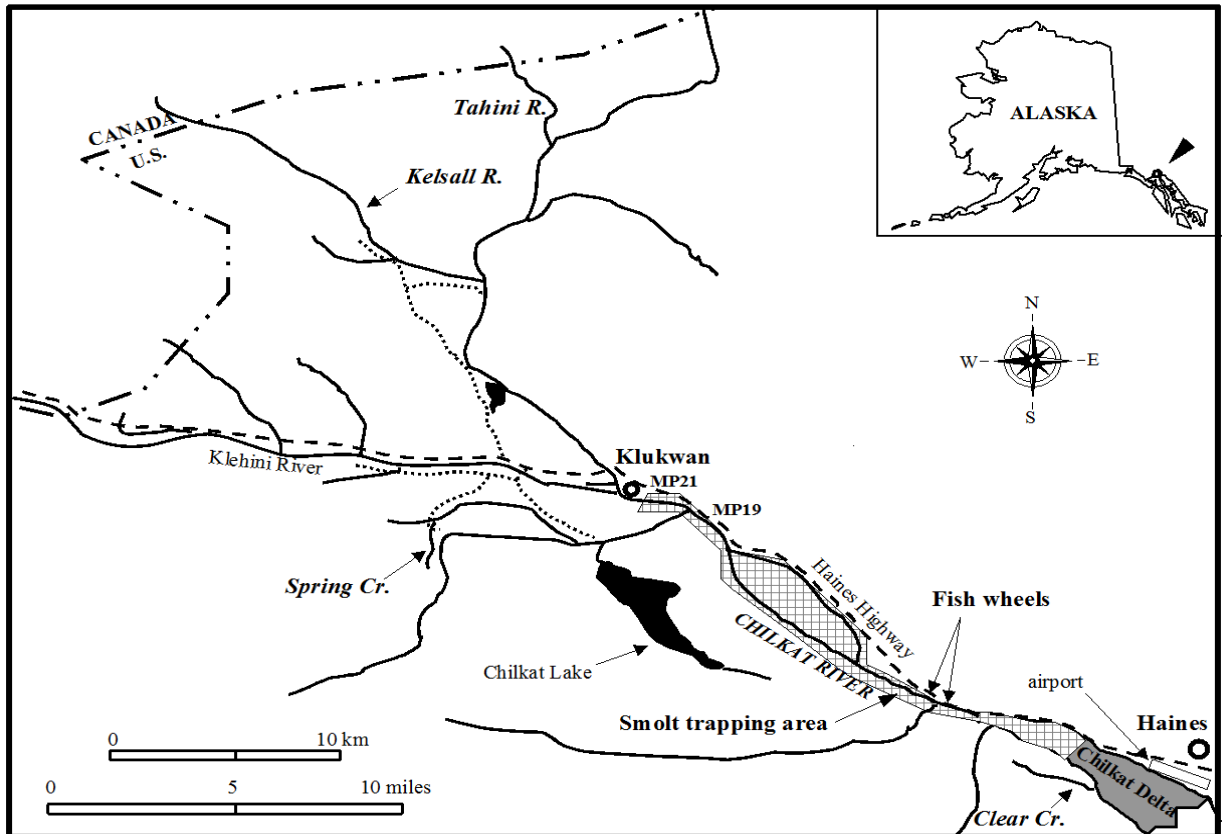 CANADA
U.S.
Tahini R.
Kelsall R.
ALASKA
N
W
E
S
Klehini River
Klukwan
MP21
MP19
Haines Highway
Spring Cr.
Fish wheels
CHILKAT RIVER
Chilkat Lake
airport
Haines
Smolt trapping area
Chilkat Delta
Clear Cr.
0 10 km
0 5 10 miles